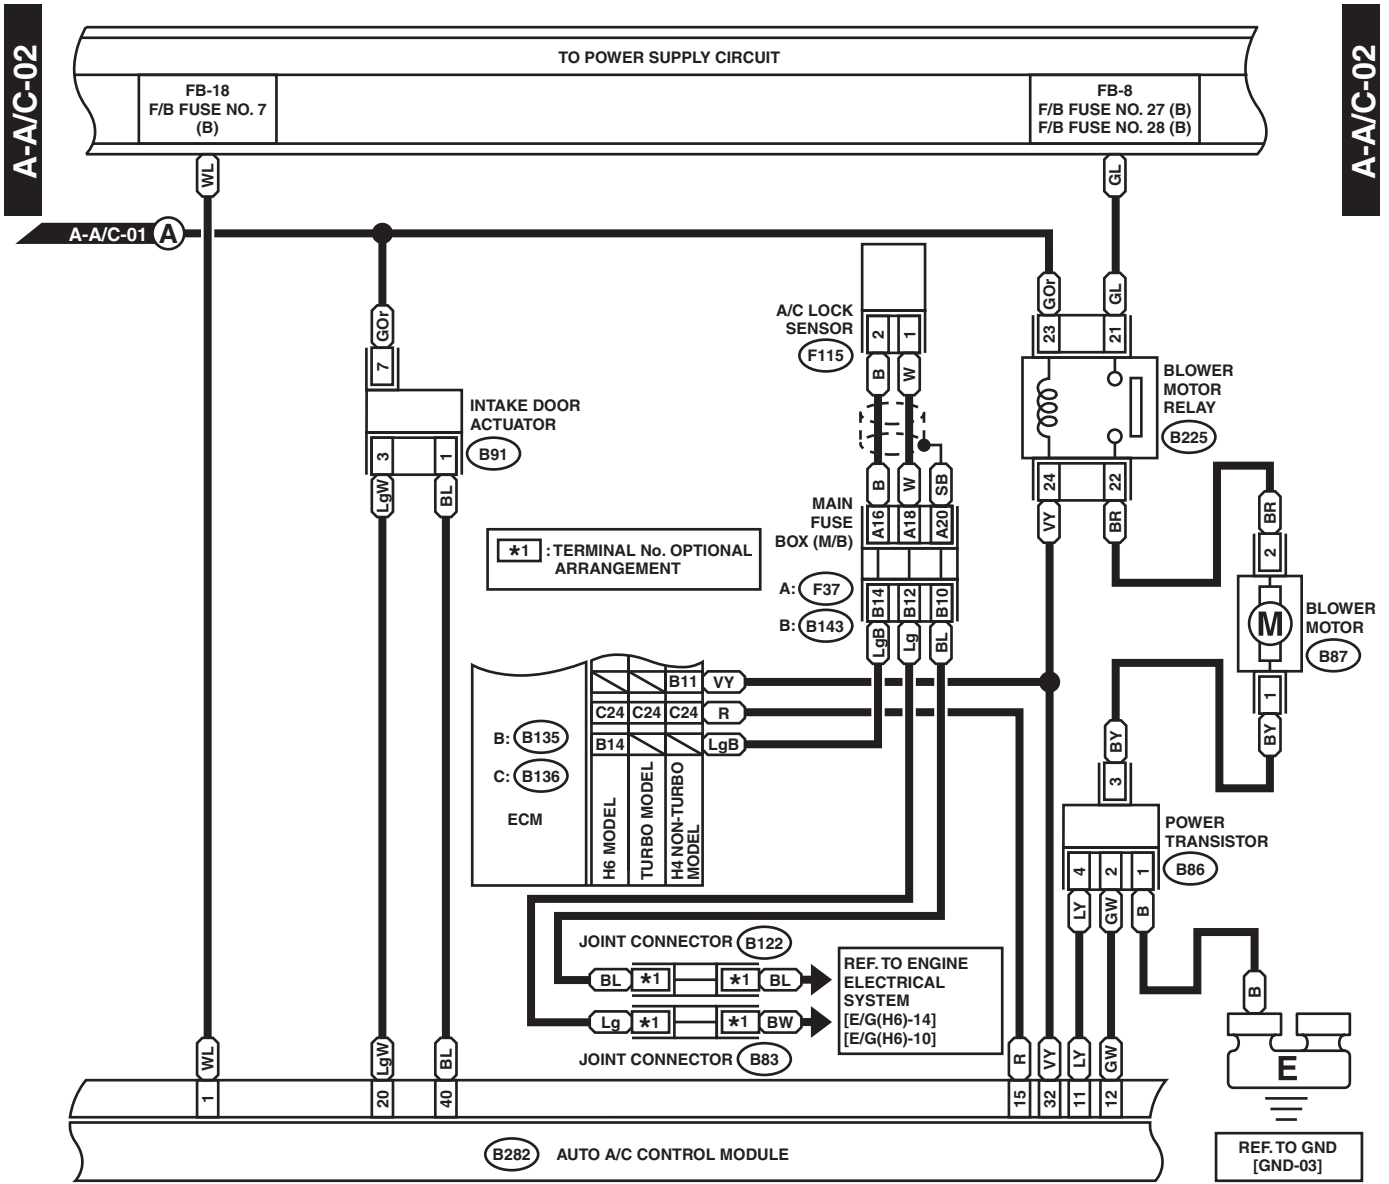 A-A/C-02
A-A/C-02
TO POWER SUPPLY CIRCUIT
FB-18
F/B FUSE NO. 7
(B)
FB-8
F/B FUSE NO. 27 (B)
F/B FUSE NO. 28 (B)
WL
GL
A-A/C-01
A
GOr
GOr
GL
A/C LOCK
SENSOR
F115
2
1
23
21
7
B
W
BLOWER
MOTOR
RELAY
B225
INTAKE DOOR
ACTUATOR
B91
3
1
LgW
BL
B
W
SB
24
22
VY
BR
BR
MAIN
FUSE
BOX (M/B)
A16
A18
A20
*1
: TERMINAL No. OPTIONAL
ARRANGEMENT
A: F37
B: B143
B14
B12
B10
LgB
Lg
BL
2
M
BLOWER
MOTOR
B87
1
BY
B11
VY
C24
C24
C24
R
B14
LgB
B: B135
C: B136
ECM
H6 MODEL
TURBO MODEL
H4 NON-TURBO
MODEL
BY
3
POWER
TRANSISTOR
B86
4
2
1
LY
GW
B
JOINT CONNECTOR B122
BL
*1
*1
BL
Lg
*1
*1
BW
JOINT CONNECTOR B83
REF. TO ENGINE
ELECTRICAL
SYSTEM
[E/G(H6)-14]
[E/G(H6)-10]
B
E
REF. TO GND
[GND-03]
WL
LgW
BL
R
VY
LY
GW
1
20
40
15
32
11
12
B282
AUTO A/C CONTROL MODULE